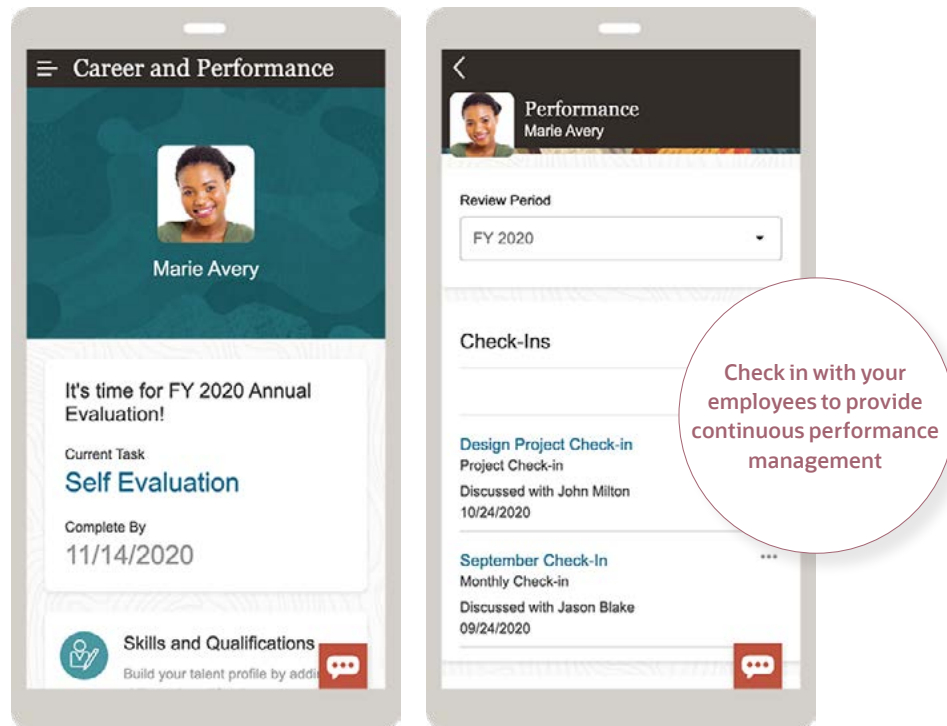 Career and Performance
Marie Avery
It's time for FY 2020 Annual
Evaluation!
Current Task
Self Evaluation
Complete By
11/14/2020
Skills and Qualifications
Build your talent profile by
Performance
Marie Avery
Review Period
FY 2020
Check-Ins
Design Project Check-in
Project Check-in
Discussed with John Milton
10/24/2020
September Check-In
Monthly Check-in
Discussed with Jason Blake
09/24/2020
Check in with your
employees to provide
continuous performance
management